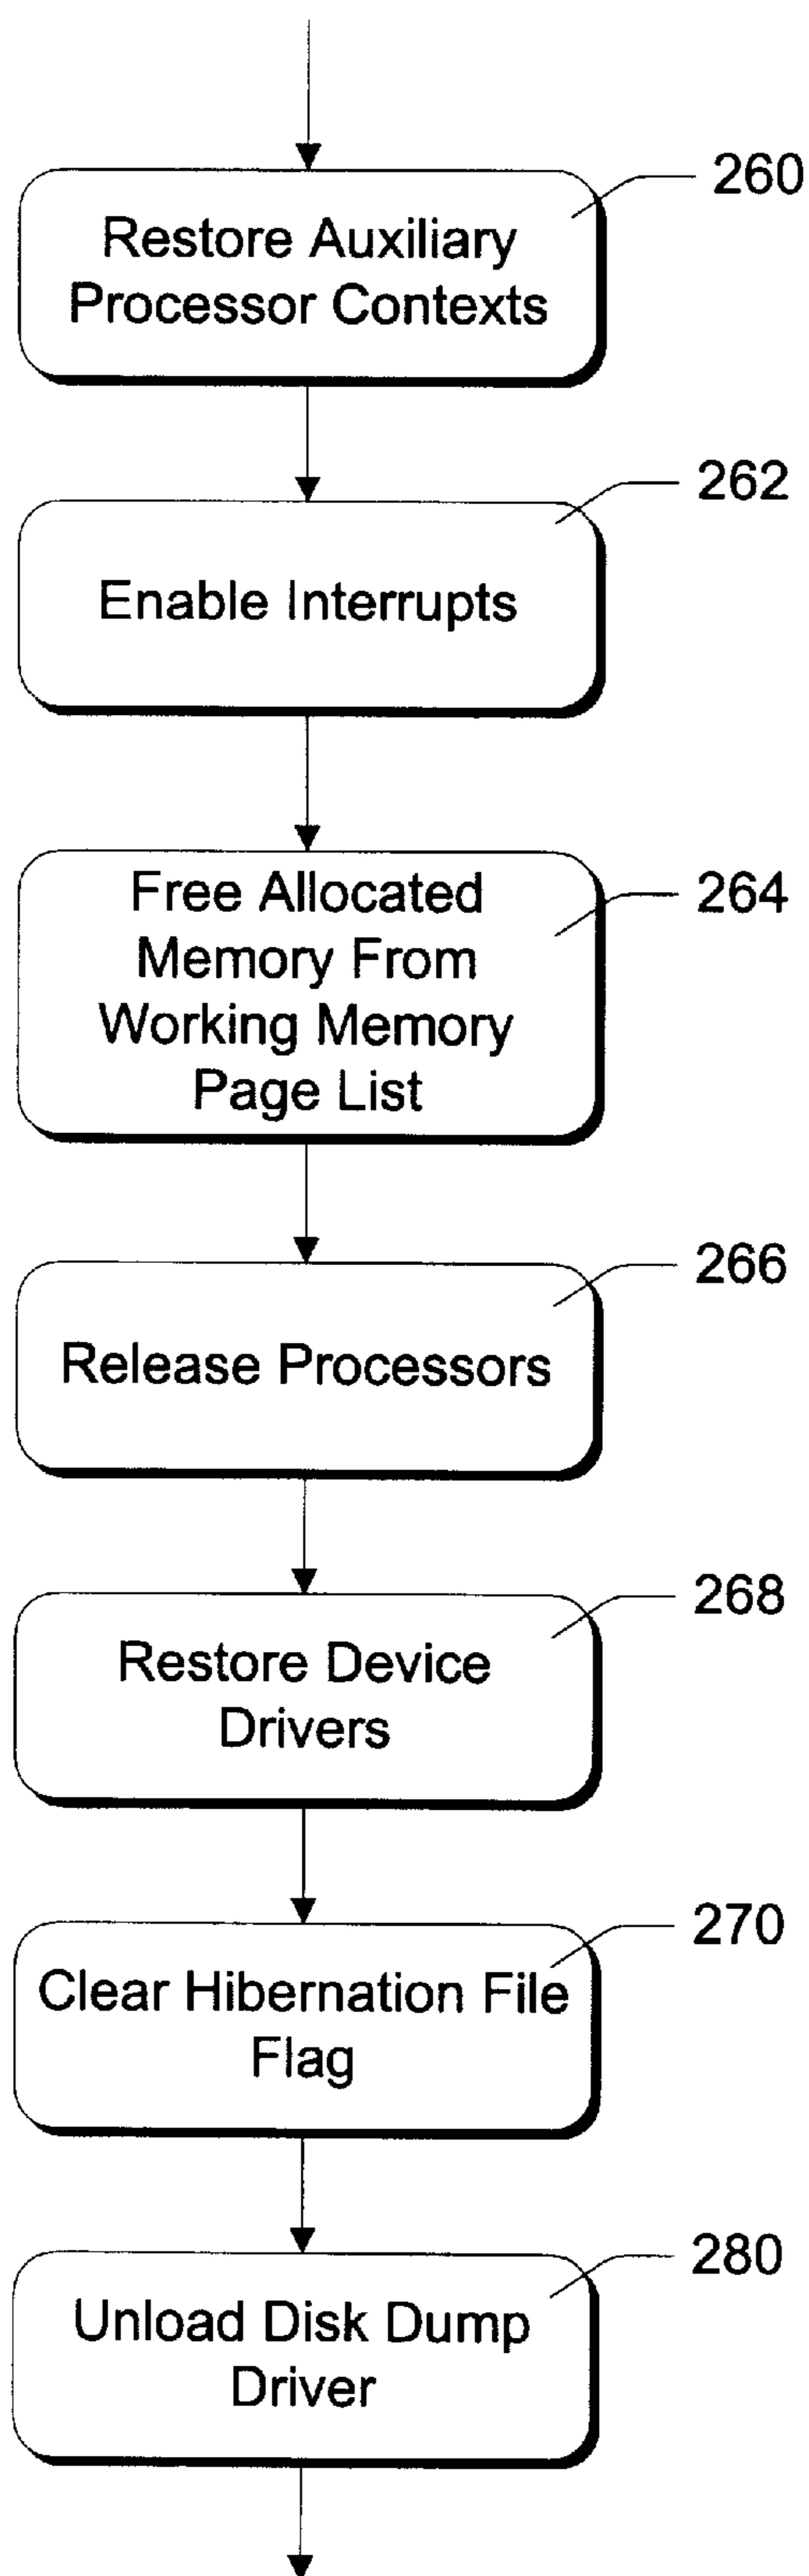 260
Restore Auxiliary
Processor Contexts
262
Enable Interrupts
264
Free Allocated
Memory From
Working Memory
Page List
266
Release Processors
268
Restore Device
Drivers
270
Clear Hibernation File
Flag
280
Unload Disk Dump
Driver